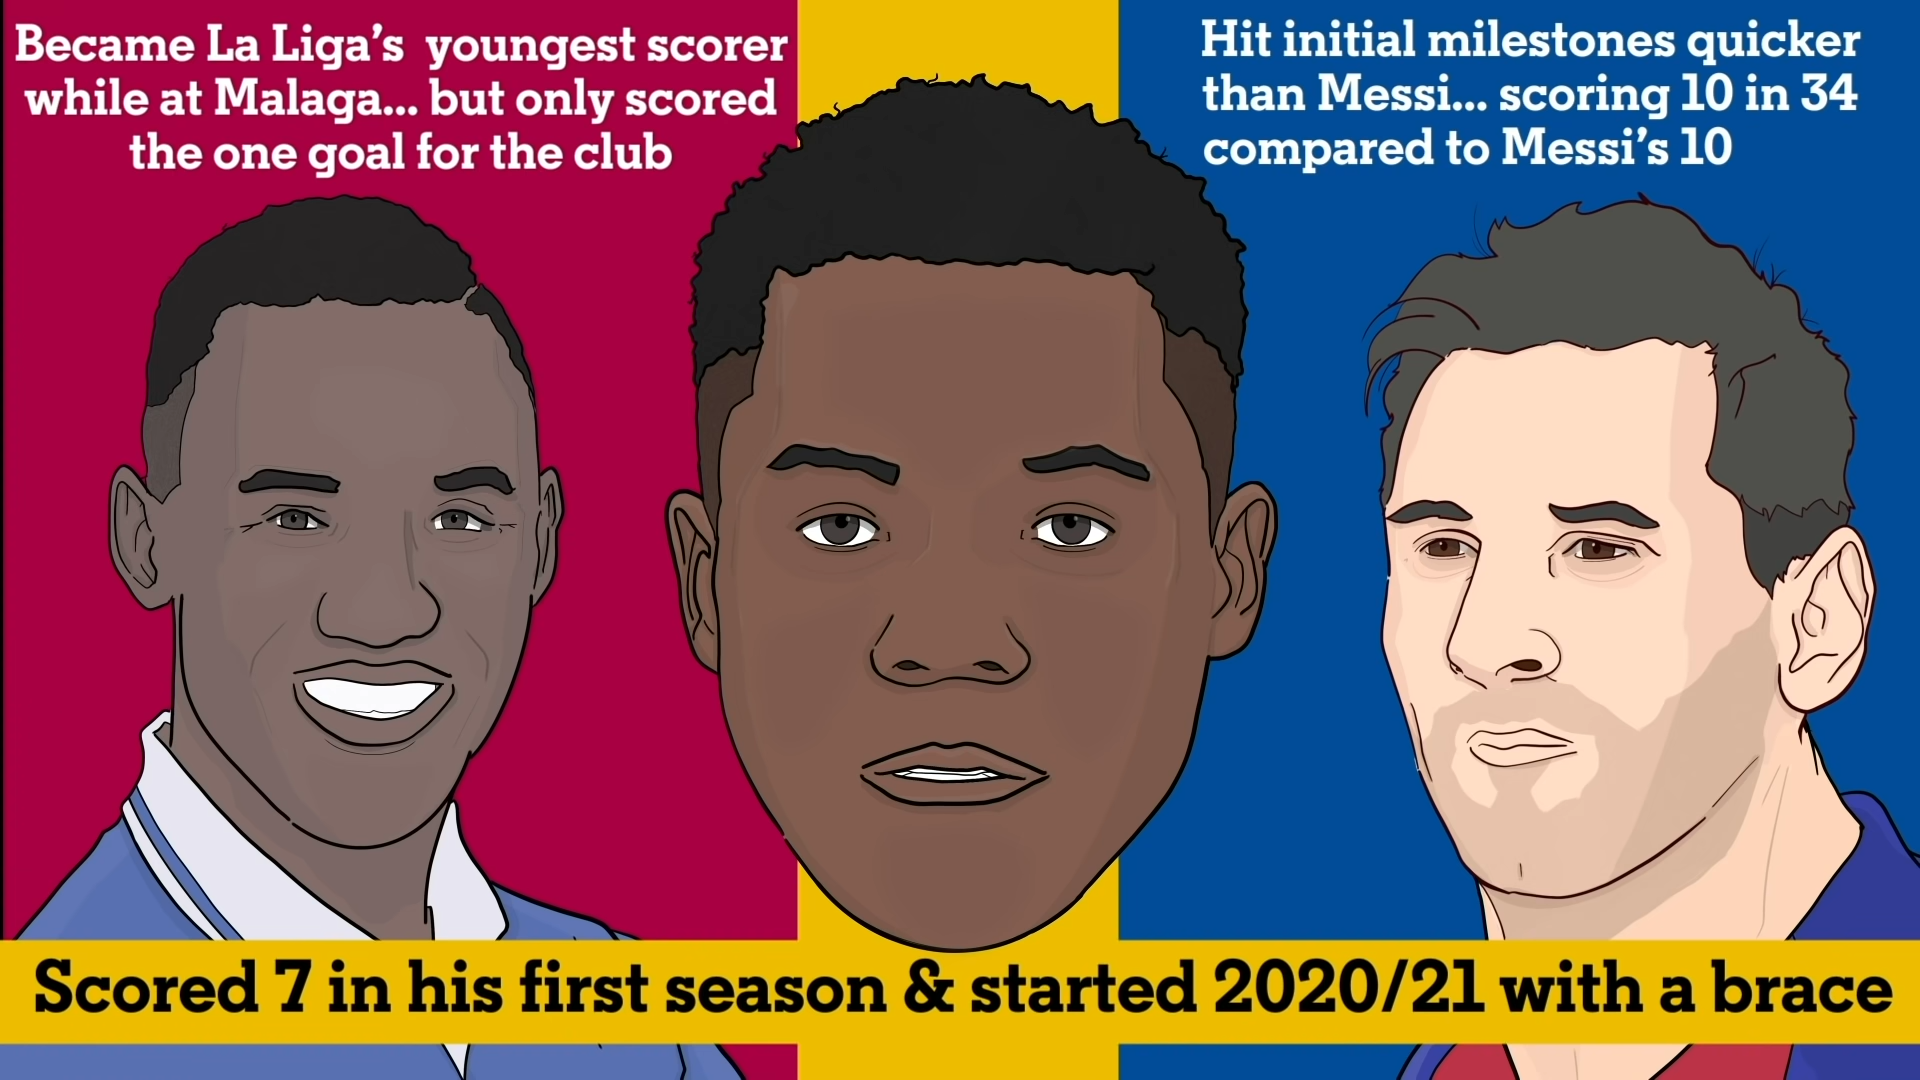 Became La Liga's  youngest scorer
while at Malaga... but only scored
the one goal for the club
Hit initial milestones quicker
than Messi... scoring 10 in 34
compared to Messi's 10
Scored 7 in his first season & started 2020/21 with a brace